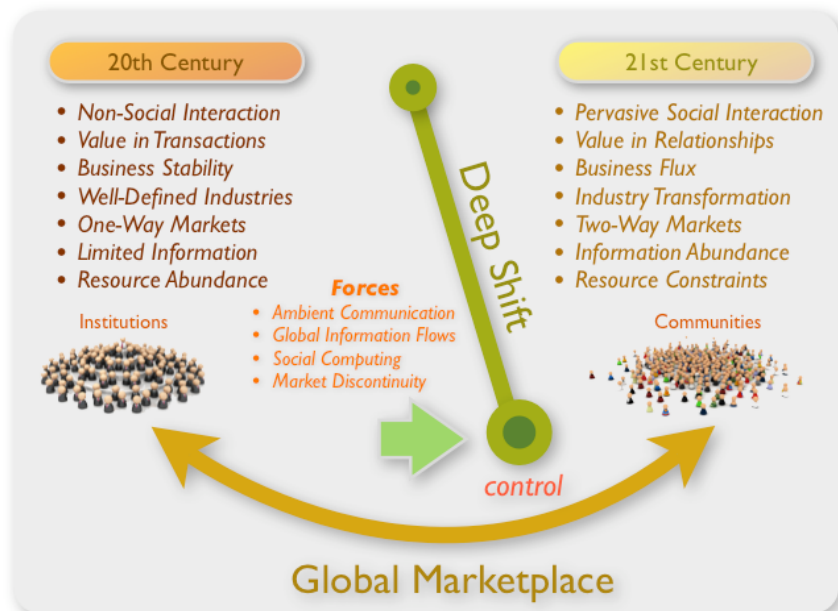 20th Century
• Non-Social Interaction
• Value in Transactions
• Business Stability
• Well-Defined Industries
• One-Way Markets
• Limited Information
• Resource Abundance
Institutions
Forces
• Ambient Communication
• Global Information Flows
• Social Computing
• Market Discontinuity
Deep Shift
control
21st Century
• Pervasive Social Interaction
• Value in Relationships
• Business Flux
• Industry Transformation
• Two-Way Markets
• Information Abundance
• Resource Constraints
Communities
Global Marketplace